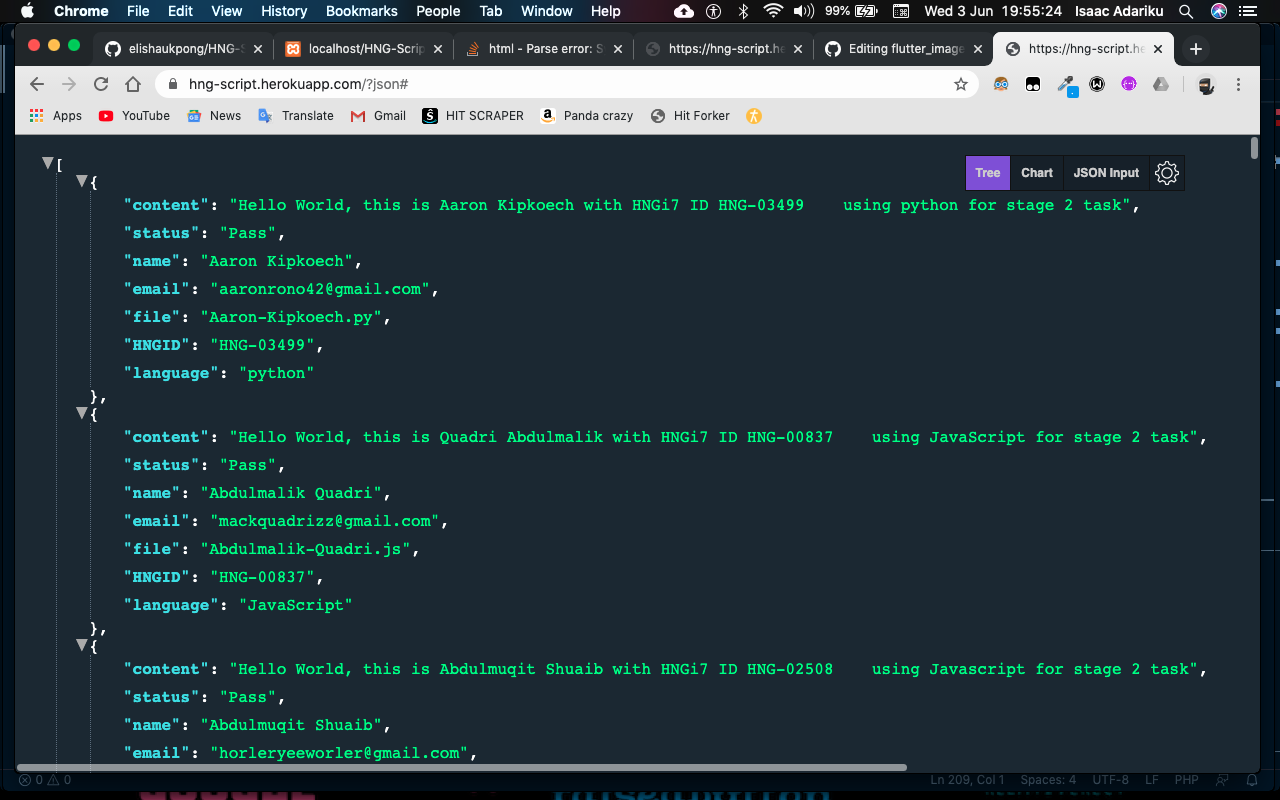 Chrome File Edit View History Bookmarks People Tab Window Help 99% Wed 3 Jun 19:55:24 Isaac Adariku
elishaukpong/HNG-S localhost/HNG-Scrip html - Parse error: S https://hng-script.he Editing flutter_image https://hng-script.he
hng-script.herokuapp.com/?json#
Apps YouTube News Translate Gmail HIT SCRAPER Panda crazy Hit Forker
Tree Chart JSON Input
[
{
"content": "Hello World, this is Aaron Kipkoech with HNGi7 ID HNG-03499    using python for stage 2 task",
"status": "Pass",
"name": "Aaron Kipkoech",
"email": "aaronrono42@gmail.com",
"file": "Aaron-Kipkoech.py",
"HNGID": "HNG-03499",
"language": "python"
},
{
"content": "Hello World, this is Quadri Abdulmalik with HNGi7 ID HNG-00837    using JavaScript for stage 2 task",
"status": "Pass",
"name": "Abdulmalik Quadri",
"email": "mackquadrizz@gmail.com",
"file": "Abdulmalik-Quadri.js",
"HNGID": "HNG-00837",
"language": "JavaScript"
},
{
"content": "Hello World, this is Abdulmuqit Shuaib with HNGi7 ID HNG-02508    using Javascript for stage 2 task",
"status": "Pass",
"name": "Abdulmuqit Shuaib",
"email": "horleryeeworler@gmail.com",
0 0 Ln 209, Col 1 Spaces: 4 UTF-8 LF PHP